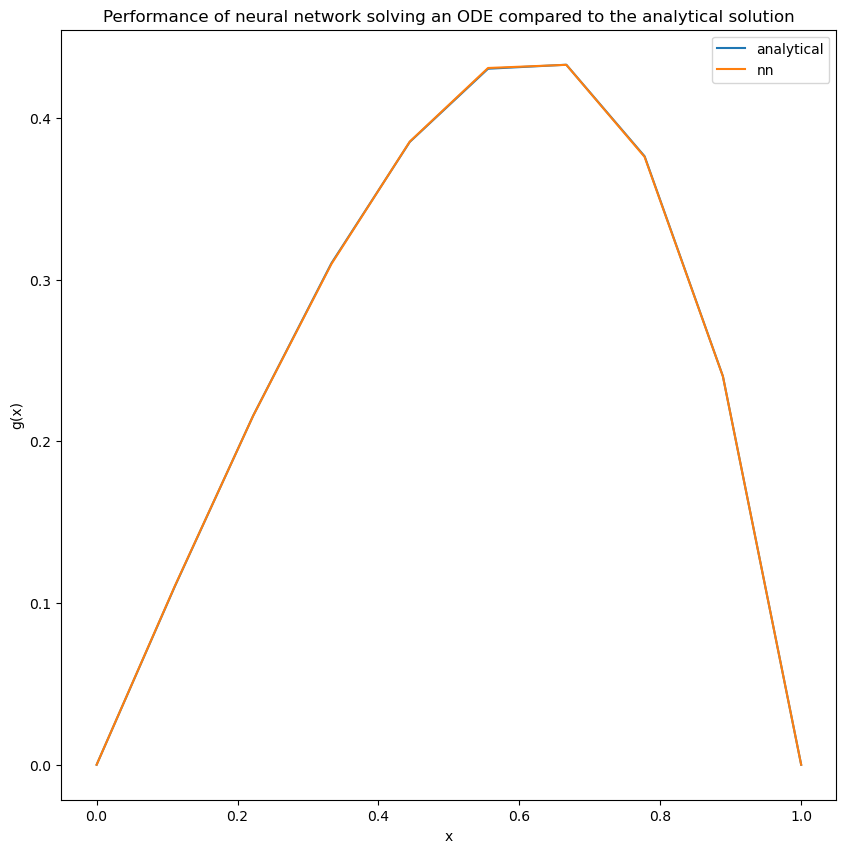 Performance of neural network solving an ODE compared to the analytical solution
analytical
nn
0.4
0.3
g(x)
0.2
0.1
0.0
0.0 0.2 0.4 0.6 0.8 1.0
x